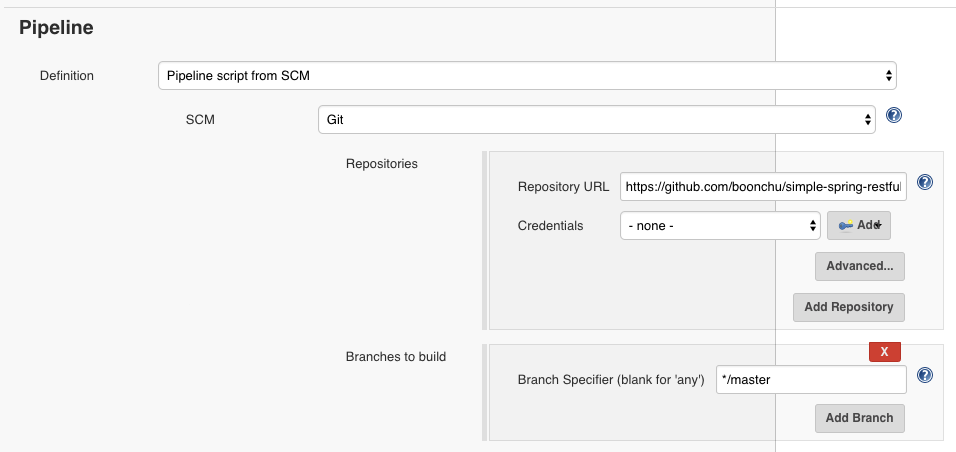 Pipeline
Definition
Pipeline script from SCM
SCM
Git
?
Repositories
Repository URL
https://github.com/boonchu/simple-spring-restful
?
Credentials
- none -
Add
Advanced...
Add Repository
Branches to build
X
Branch Specifier (blank for 'any')
*/master
?
Add Branch